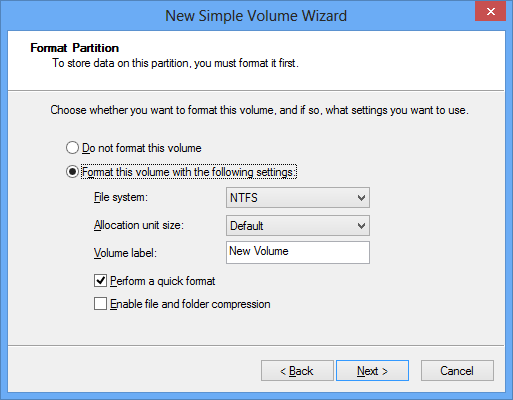 New Simple Volume Wizard
Format Partition
To store data on this partition, you must format it first.
Choose whether you want to format this volume, and if so, what settings you want to use.
Do not format this volume
Format this volume with the following settings:
File system: NTFS
Allocation unit size: Default
Volume label: New Volume
Perform a quick format
Enable file and folder compression
< Back Next > Cancel